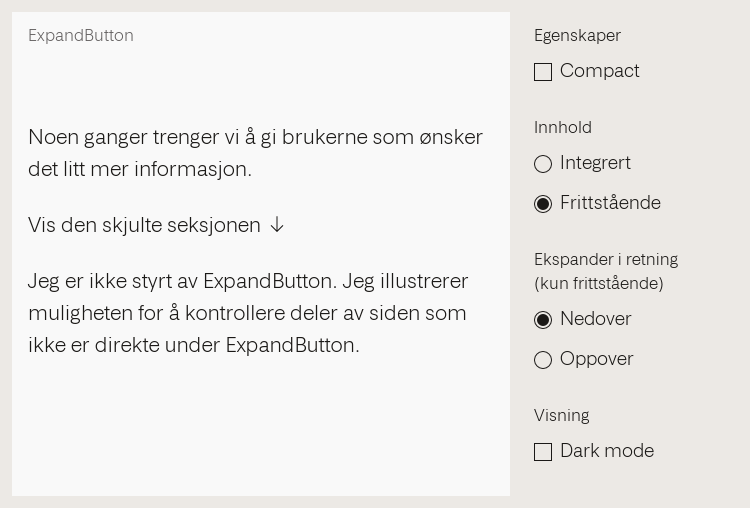 ExpandButton
Noen ganger trenger vi å gi brukerne som ønsker
det litt mer informasjon.
Vis den skjulte seksjonen ↓
Jeg er ikke styrt av ExpandButton. Jeg illustrerer
muligheten for å kontrollere deler av siden som
ikke er direkte under ExpandButton.
Egenskaper
Compact
Innhold
Integrert
Frittstående
Ekspander i retning
(kun frittstående)
Nedover
Oppover
Visning
Dark mode